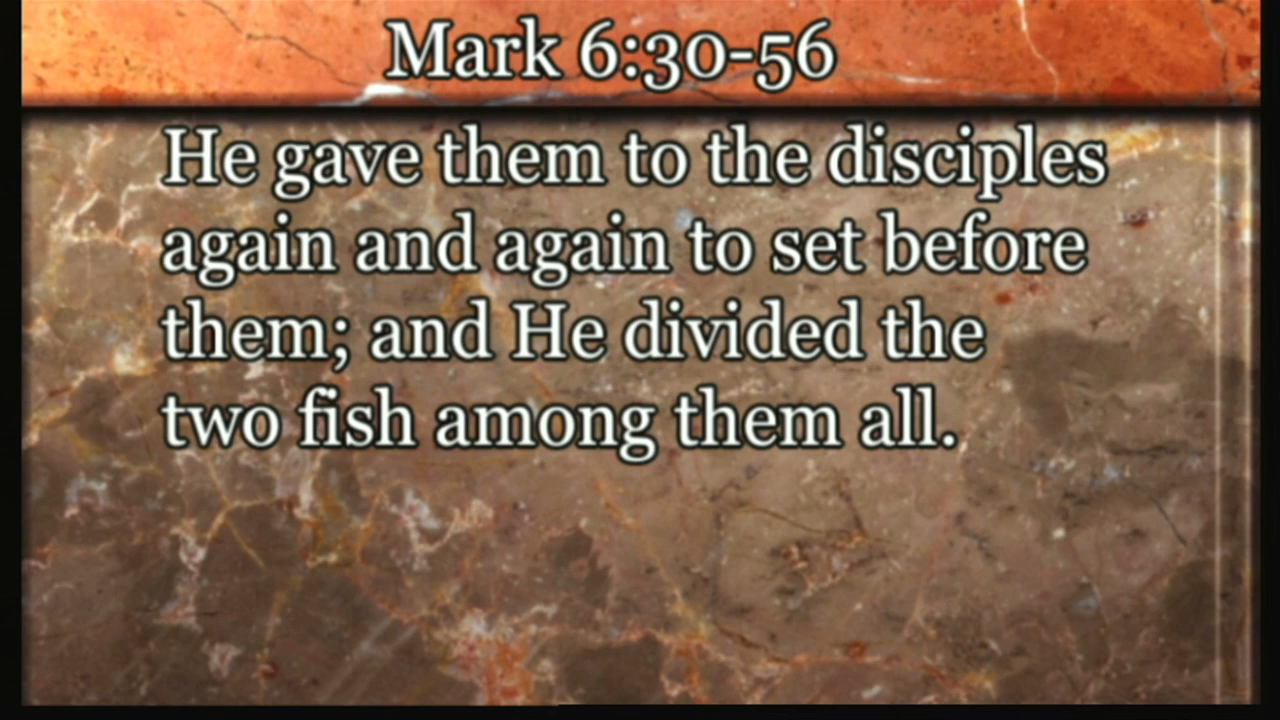 Mark 6:30-56
He gave them to the disciples
again and again to set before
them; and He divided the
two fish among them all.